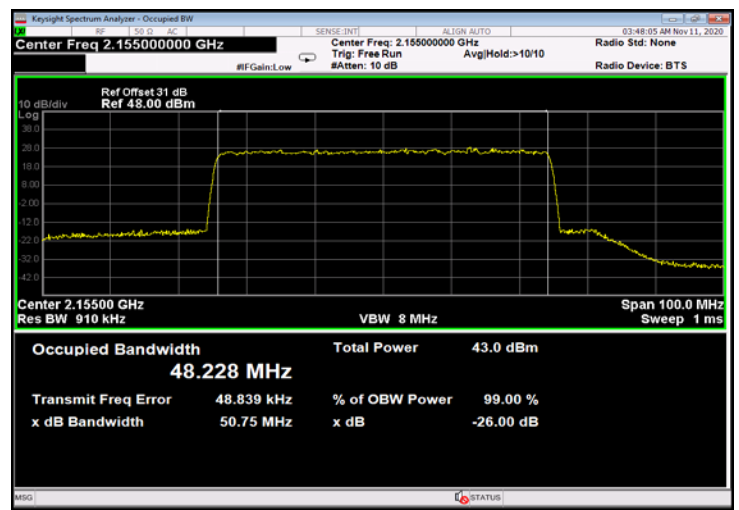 Keysight Spectrum Analyzer - Occupied BW
RF 50 Ω AC SENSE:INT ALIGN AUTO 03:48:05 AM Nov 11, 2020
Center Freq 2.155000000 GHz Center Freq: 2.155000000 GHz Radio Std: None
Trig: Free Run Avg|Hold:>10/10
#IFGain:Low #Atten: 10 dB Radio Device: BTS
Ref Offset 31 dB
10 dB/div Ref 48.00 dBm
Log
38.0
28.0
18.0
8.00
-2.00
-12.0
-22.0
-32.0
-42.0
Center 2.15500 GHz Span 100.0 MHz
Res BW 910 kHz VBW 8 MHz Sweep 1 ms
Occupied Bandwidth Total Power 43.0 dBm
48.228 MHz
Transmit Freq Error 48.839 kHz % of OBW Power 99.00 %
x dB Bandwidth 50.75 MHz x dB -26.00 dB
MSG STATUS